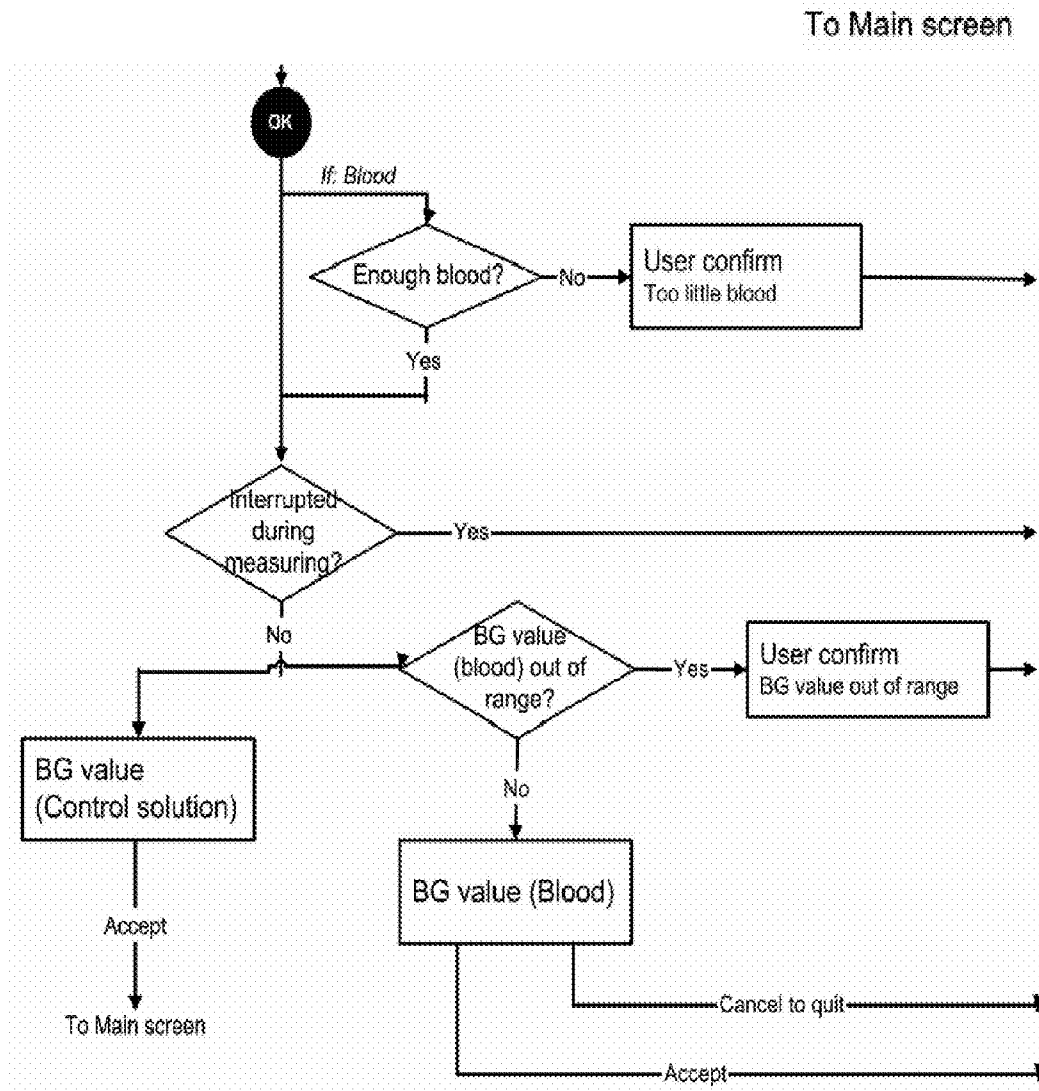 To Main screen
OK
If: Blood
Enough blood?
No
User confirm
Too little blood
Yes
Interrupted
during
measuring?
Yes
No
BG value
(blood) out of
range?
Yes
User confirm
BG value out of range
BG value
(Control solution)
No
BG value (Blood)
Accept
To Main screen
Cancel to quit
Accept